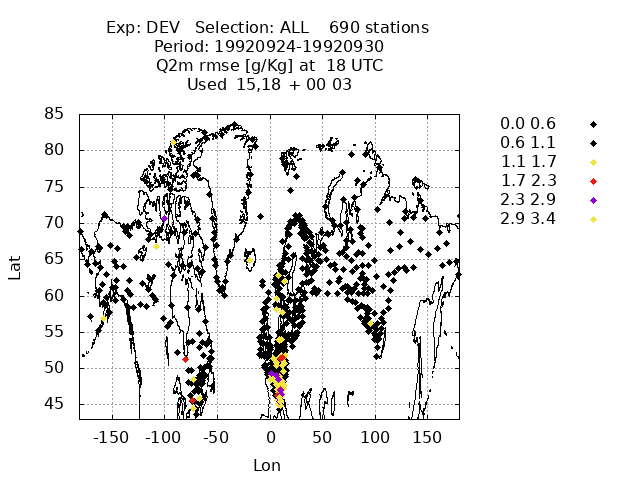 Exp: DEV   Selection: ALL    690 stations
Period: 19920924-19920930
Q2m rmse [g/Kg] at  18 UTC
Used  15,18  + 00 03
85
80
75
70
65
60
55
50
45
Lat
-150 -100 -50 0 50 100 150
Lon
0.0 0.6
0.6 1.1
1.1 1.7
1.7 2.3
2.3 2.9
2.9 3.4